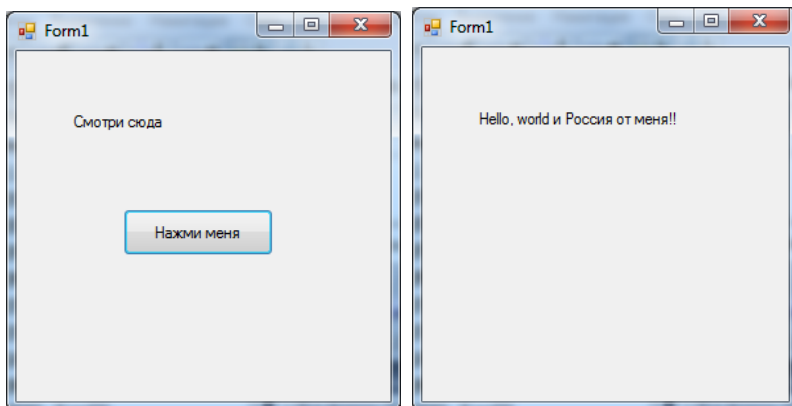 Form1
Смотри сюда
Нажми меня
Form1
Hello, world и Россия от меня!!